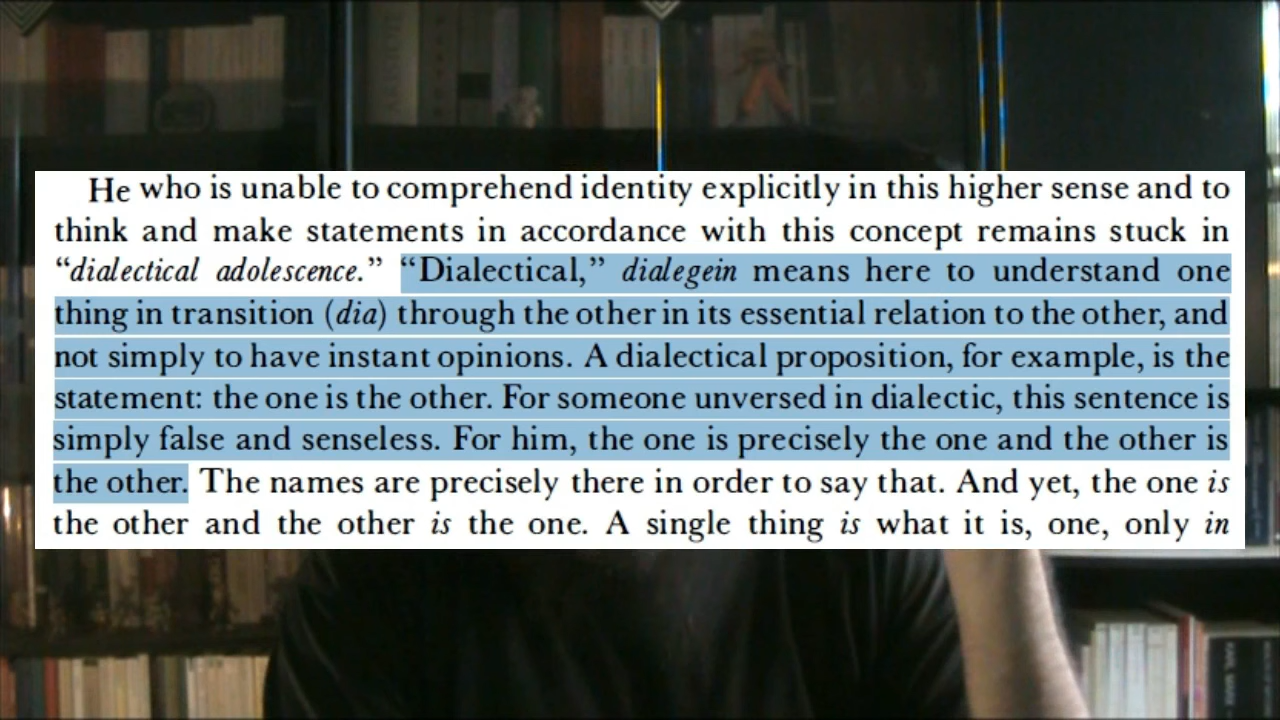 He who is unable to comprehend identity explicitly in this higher sense and to
think and make statements in accordance with this concept remains stuck in
“dialectical adolescence.” “Dialectical,” dialegein means here to understand one
thing in transition (dia) through the other in its essential relation to the other, and
not simply to have instant opinions. A dialectical proposition, for example, is the
statement: the one is the other. For someone unversed in dialectic, this sentence is
simply false and senseless. For him, the one is precisely the one and the other is
the other. The names are precisely there in order to say that. And yet, the one is
the other and the other is the one. A single thing is what it is, one, only in
KARL MARX